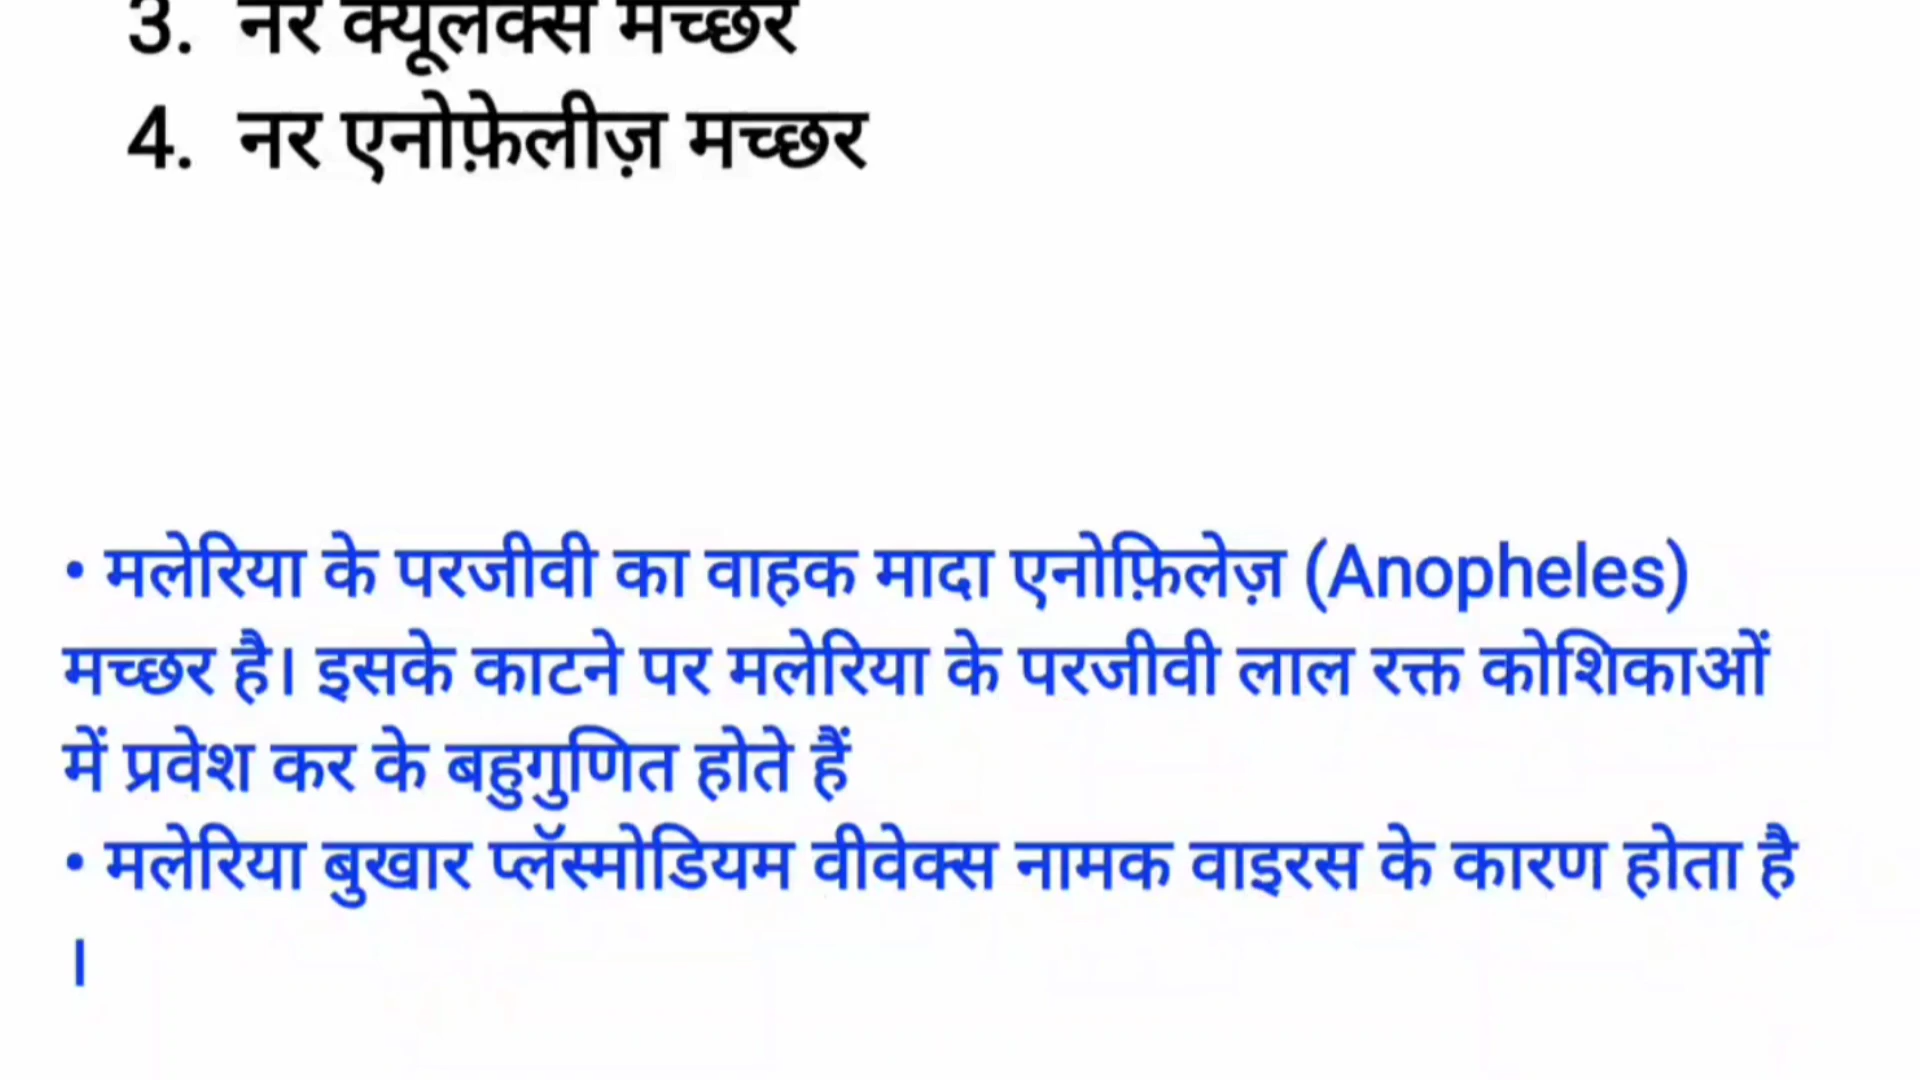 3. नर क्यूलेक्स मच्छर
4. नर एनोफ़ेलीज़ मच्छर
• मलेरिया के परजीवी का वाहक मादा एनोफ़िलेज़ (Anopheles)
मच्छर है। इसके काटने पर मलेरिया के परजीवी लाल रक्त कोशिकाओं
में प्रवेश कर के बहुगुणित होते हैं
• मलेरिया बुखार प्लॅस्मोडियम वीवेक्स नामक वाइरस के कारण होता है
।